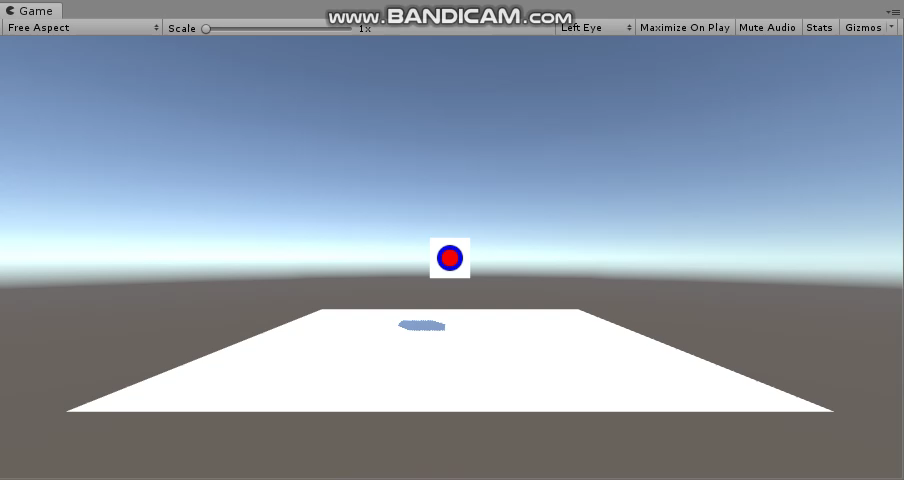 Game
www.BANDICAM.com
Free Aspect
Scale 1x
Left Eye
Maximize On Play
Mute Audio
Stats
Gizmos